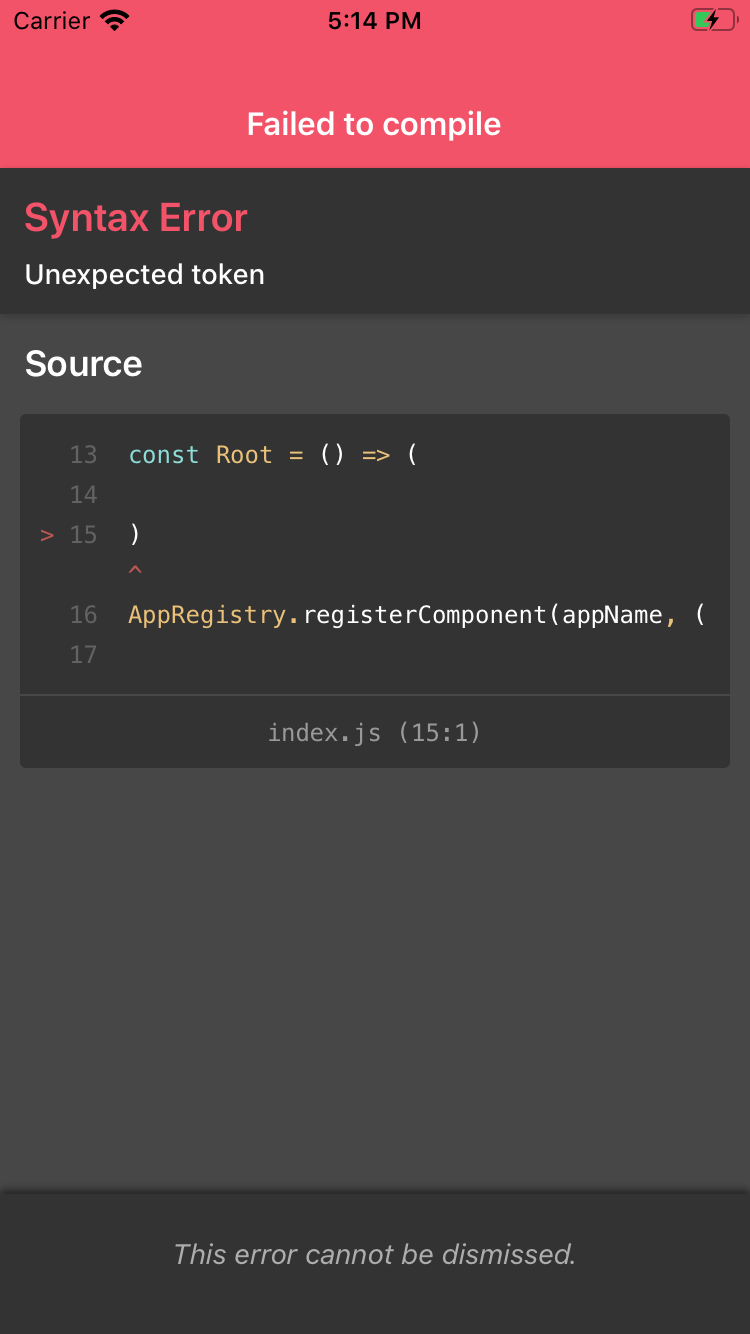 Carrier 5:14 PM
Failed to compile
Syntax Error
Unexpected token
Source
13 const Root = () => (
14
> 15 )
^
16 AppRegistry.registerComponent(appName, (
17
index.js (15:1)
This error cannot be dismissed.